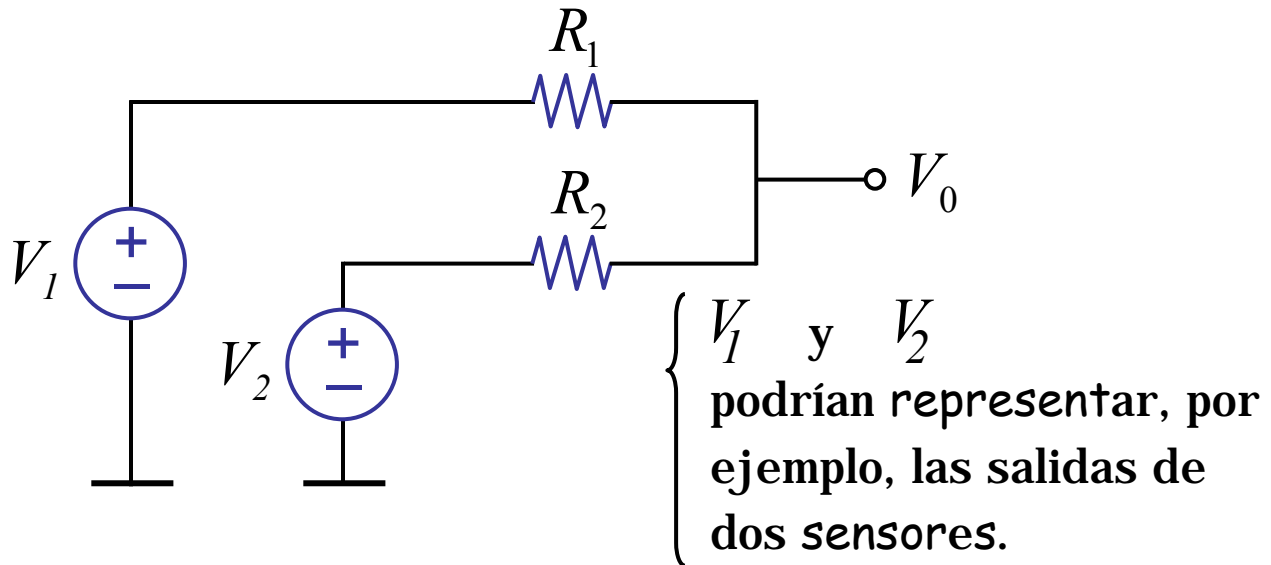 R₁
R₂
V₀
V₁
+
−
V₂
+
−
V₁ y V₂
podrían representar, por
ejemplo, las salidas de
dos sensores.